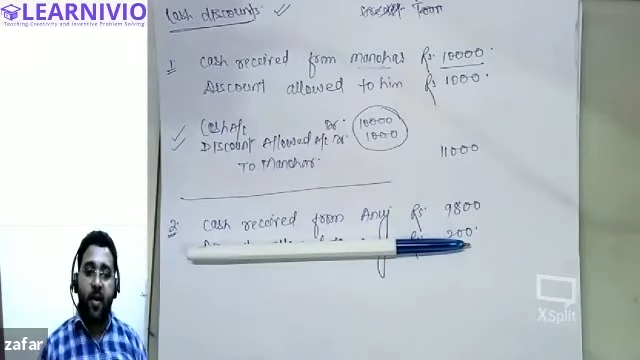 LEARNIVIO
Teaching Creativity and Inventive Problem Solving
Cash discounts.
1. Cash received from Manohar Rs. 10000.
Discount allowed to him Rs 1000.
Cash A/c Dr. 10000
Discount Allowed A/c Dr. 1000
To Manohar. 11000
2. Cash received from Anuj Rs. 9800
200.
XSplit
zafar